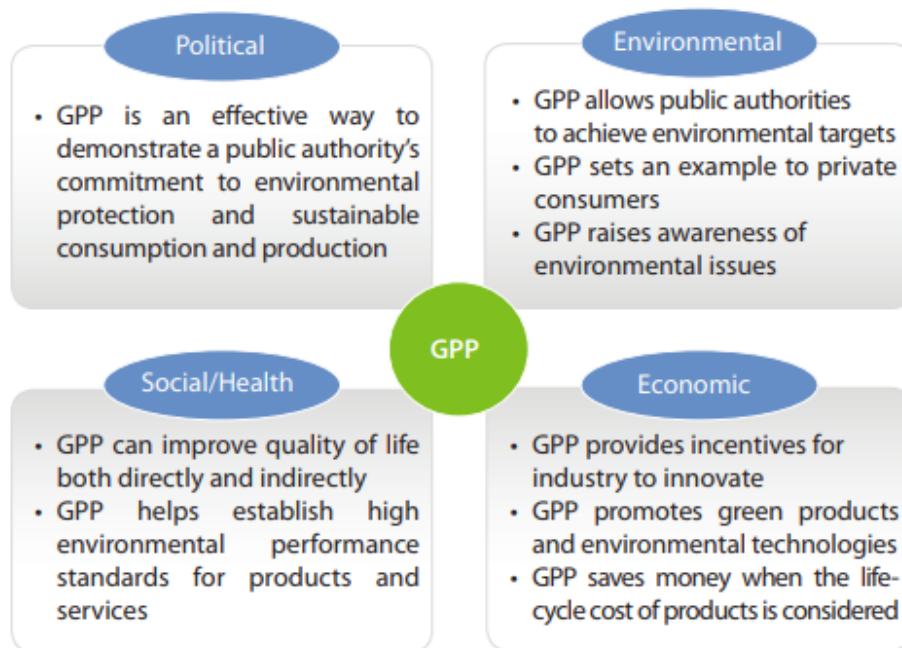 Political
• GPP is an effective way to
demonstrate a public authority's
commitment to environmental
protection and sustainable
consumption and production
Environmental
• GPP allows public authorities
to achieve environmental targets
• GPP sets an example to private
consumers
• GPP raises awareness of
environmental issues
GPP
Social/Health
• GPP can improve quality of life
both directly and indirectly
• GPP helps establish high
environmental performance
standards for products and
services
Economic
• GPP provides incentives for
industry to innovate
• GPP promotes green products
and environmental technologies
• GPP saves money when the life-
cycle cost of products is considered